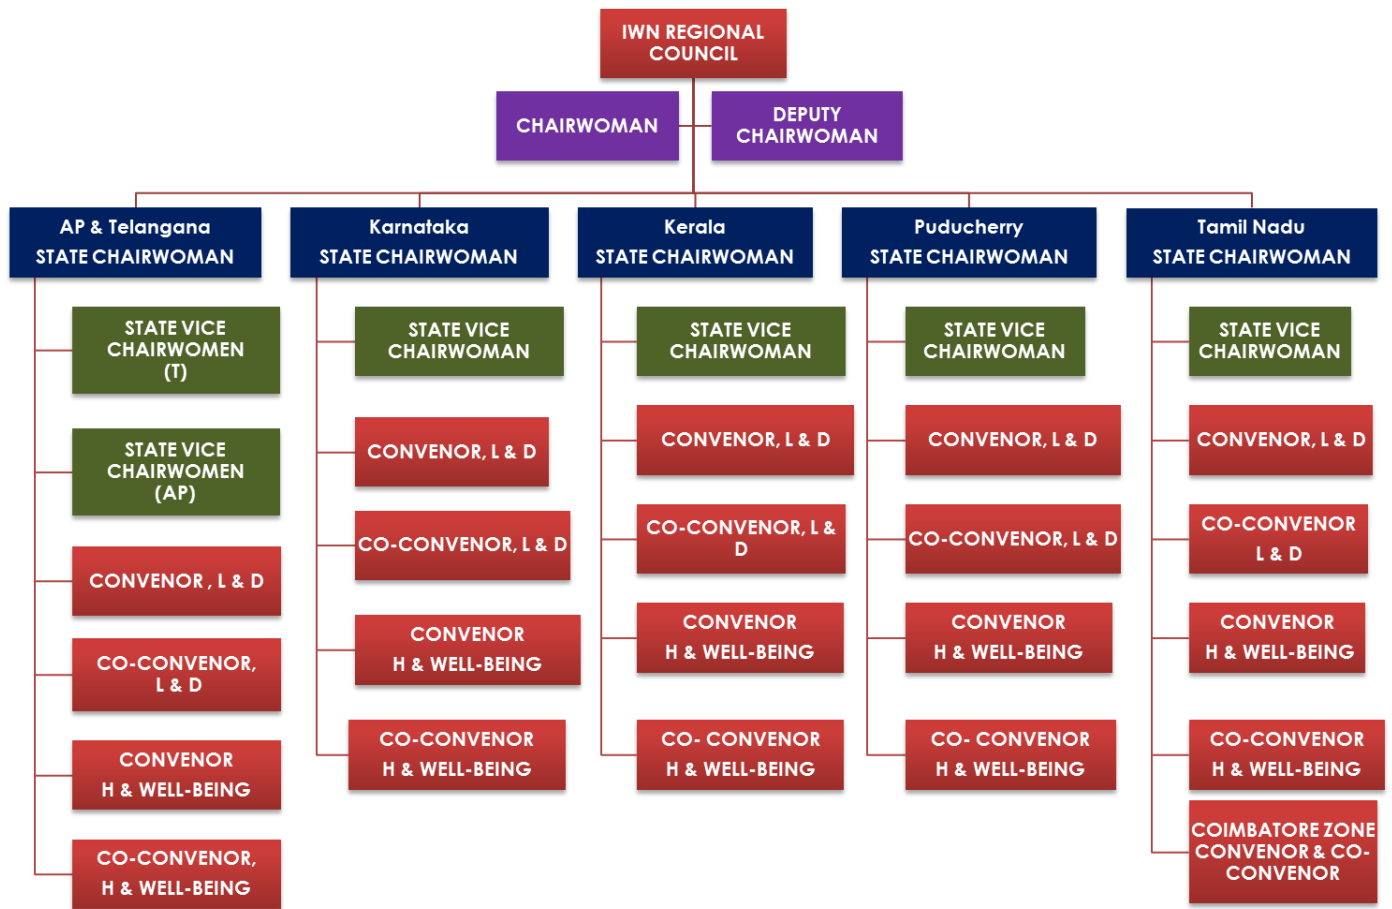 IWN REGIONAL
COUNCIL
CHAIRWOMAN
DEPUTY
CHAIRWOMAN
AP & Telangana
STATE CHAIRWOMAN
STATE VICE
CHAIRWOMEN
(T)
STATE VICE
CHAIRWOMEN
(AP)
CONVENOR , L & D
CO-CONVENOR,
L & D
CONVENOR
H & WELL-BEING
CO-CONVENOR,
H & WELL-BEING
Karnataka
STATE CHAIRWOMAN
STATE VICE
CHAIRWOMAN
CONVENOR, L & D
CO-CONVENOR, L & D
CONVENOR
H & WELL-BEING
CO-CONVENOR
H & WELL-BEING
Kerala
STATE CHAIRWOMAN
STATE VICE
CHAIRWOMAN
CONVENOR, L & D
CO-CONVENOR, L &
D
CONVENOR
H & WELL-BEING
CO- CONVENOR
H & WELL-BEING
Puducherry
STATE CHAIRWOMAN
STATE VICE
CHAIRWOMAN
CONVENOR, L & D
CO-CONVENOR, L & D
CONVENOR
H & WELL-BEING
CO- CONVENOR
H & WELL-BEING
Tamil Nadu
STATE CHAIRWOMAN
STATE VICE
CHAIRWOMAN
CONVENOR, L & D
CO-CONVENOR
L & D
CONVENOR
H & WELL-BEING
CO-CONVENOR
H & WELL-BEING
COIMBATORE ZONE
CONVENOR & CO-
CONVENOR